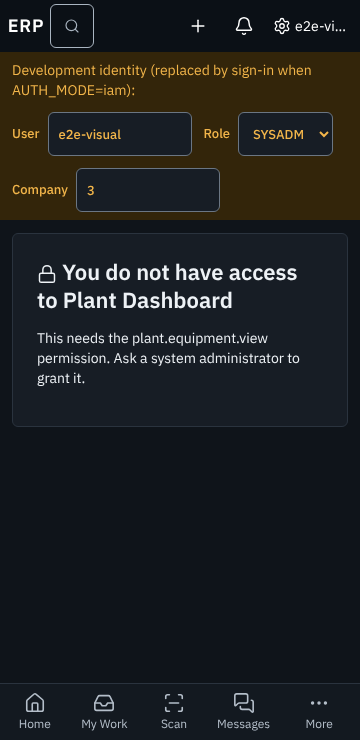 ERP e2e-vi...
Development identity (replaced by sign-in when
AUTH_MODE=iam):
User e2e-visual Role SYSADM
Company 3
You do not have access
to Plant Dashboard
This needs the plant.equipment.view
permission. Ask a system administrator to
grant it.
Home My Work Scan Messages More